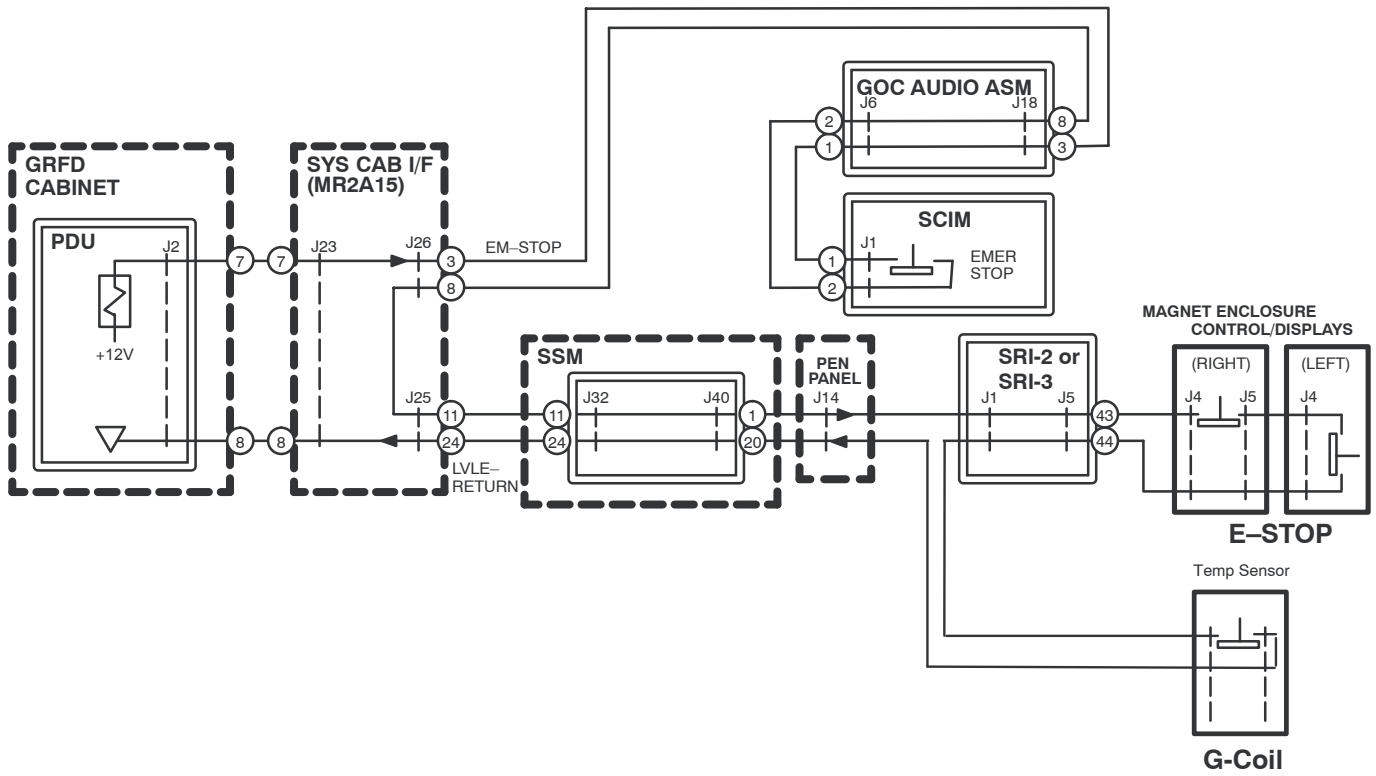 GOC AUDIO ASM
J6
J18
2
8
1
3
GRFD
CABINET
SYS CAB I/F
(MR2A15)
SCIM
PDU
J2
J23
J26
J1
7
7
3
EM–STOP
1
EMER
STOP
8
2
+12V
MAGNET ENCLOSURE
CONTROL/DISPLAYS
SSM
PEN
PANEL
SRI-2 or
SRI-3
(RIGHT)
(LEFT)
J25
J32
J40
J14
J1
J5
J4
J5
J4
11
11
1
43
8
8
24
24
20
44
LVLE–
RETURN
E–STOP
Temp Sensor
G-Coil